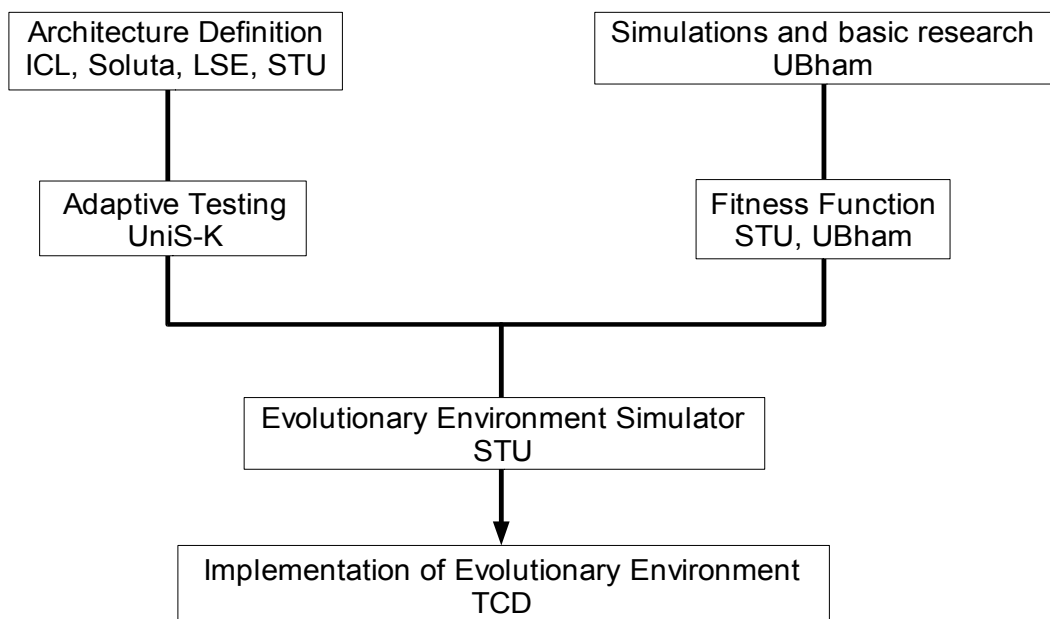 Architecture Definition
ICL, Soluta, LSE, STU
Simulations and basic research
UBham
Adaptive Testing
UniS-K
Fitness Function
STU, UBham
Evolutionary Environment Simulator
STU
Implementation of Evolutionary Environment
TCD